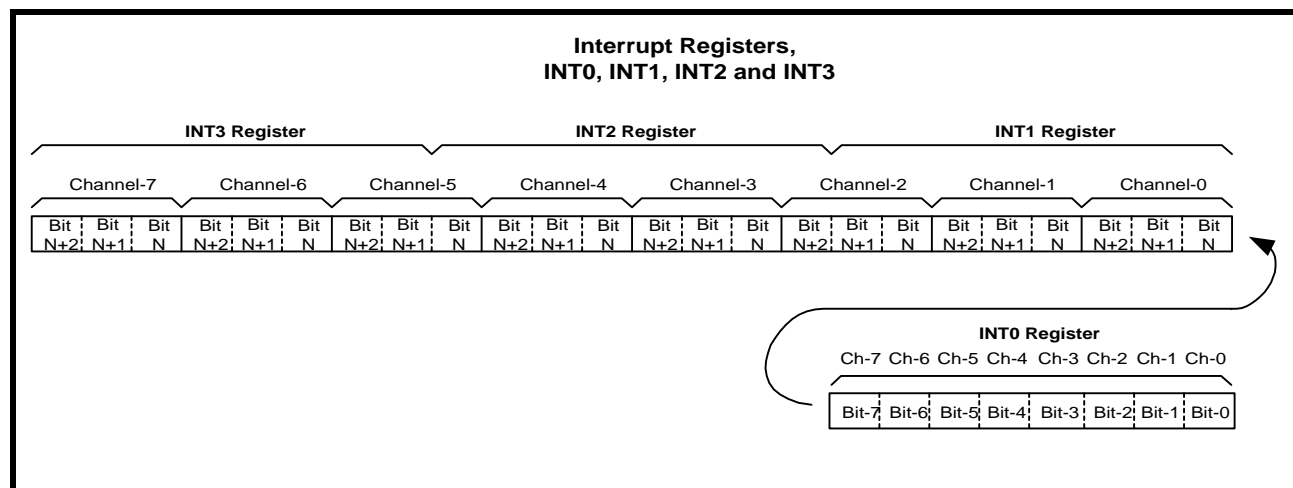 Interrupt Registers,
INT0, INT1, INT2 and INT3
INT3 Register INT2 Register INT1 Register
Channel-7 Channel-6 Channel-5 Channel-4 Channel-3 Channel-2 Channel-1 Channel-0
Bit Bit Bit Bit Bit Bit Bit Bit Bit Bit Bit Bit Bit Bit Bit Bit Bit Bit Bit Bit Bit Bit Bit Bit
N+2 N+1 N N+2 N+1 N N+2 N+1 N N+2 N+1 N N+2 N+1 N N+2 N+1 N N+2 N+1 N N+2 N+1 N
INT0 Register
Ch-7 Ch-6 Ch-5 Ch-4 Ch-3 Ch-2 Ch-1 Ch-0
Bit-7 Bit-6 Bit-5 Bit-4 Bit-3 Bit-2 Bit-1 Bit-0